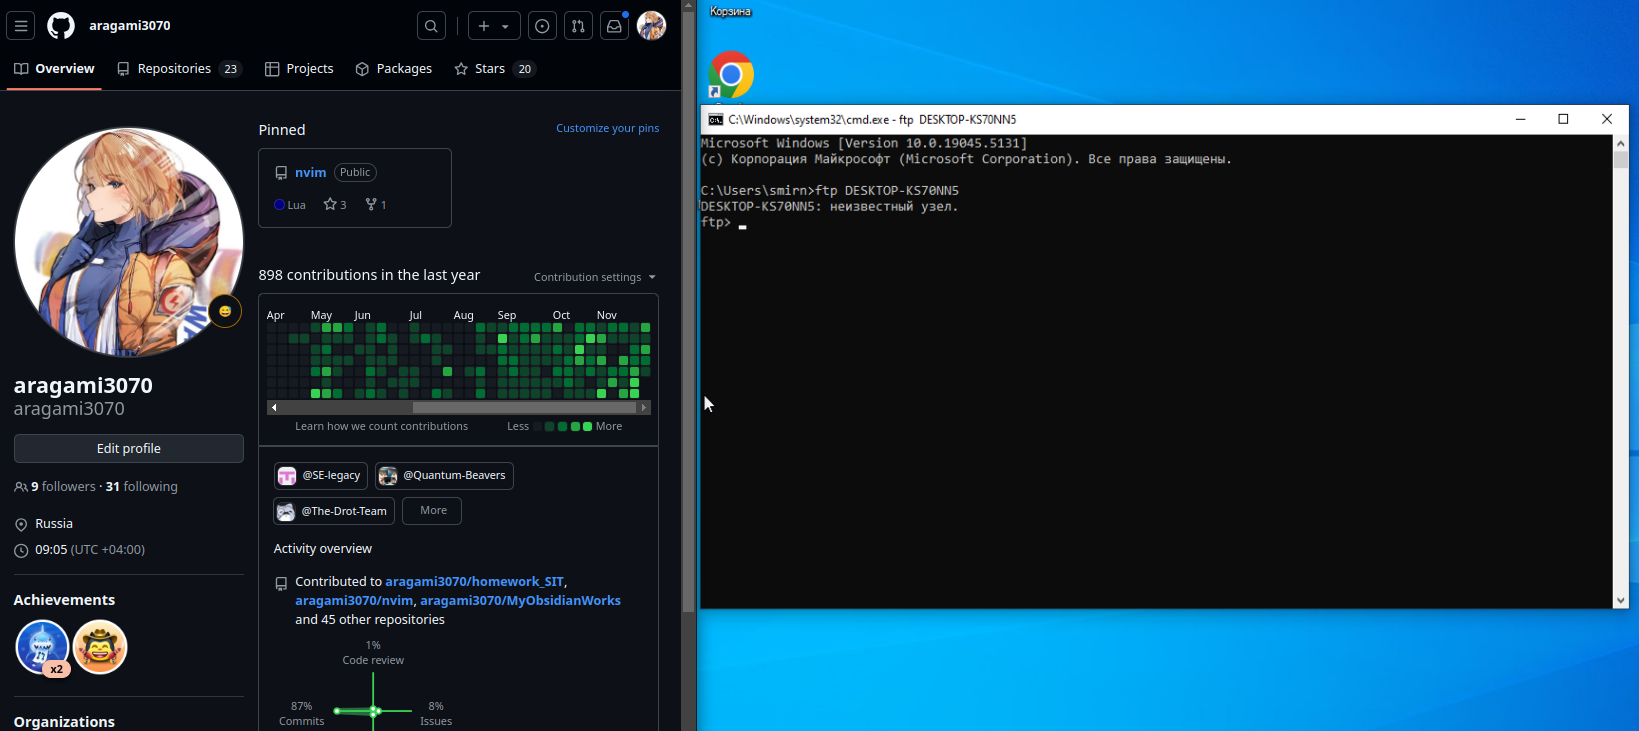 aragami3070
Overview
Repositories 23
Projects
Packages
Stars 20
Pinned
Customize your pins
nvim Public
Lua 3 1
898 contributions in the last year
Contribution settings
Apr May Jun Jul Aug Sep Oct Nov
Learn how we count contributions
Less More
aragami3070
aragami3070
Edit profile
9 followers · 31 following
Russia
09:05 (UTC +04:00)
Achievements
x2
Organizations
@SE-legacy
@Quantum-Beavers
@The-Drot-Team
More
Activity overview
Contributed to aragami3070/homework_SIT,
aragami3070/nvim, aragami3070/MyObsidianWorks
and 45 other repositories
1%
Code review
87%
Commits
8%
Issues
Корзина
C:\Windows\system32\cmd.exe - ftp DESKTOP-KS70NN5
Microsoft Windows [Version 10.0.19045.5131]
(c) Корпорация Майкрософт (Microsoft Corporation). Все права защищены.
C:\Users\smirn>ftp DESKTOP-KS70NN5
DESKTOP-KS70NN5: неизвестный узел.
ftp>